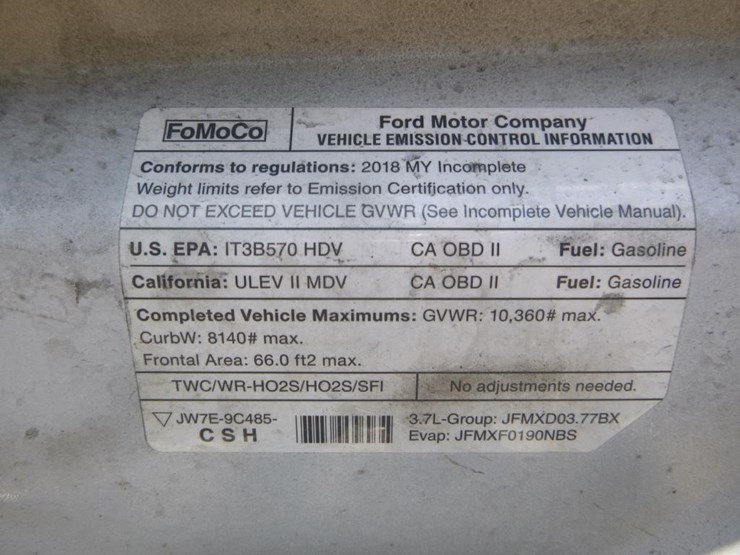 FoMoCo
Ford Motor Company
VEHICLE EMISSION CONTROL INFORMATION
Conforms to regulations: 2018 MY Incomplete
Weight limits refer to Emission Certification only.
DO NOT EXCEED VEHICLE GVWR (See Incomplete Vehicle Manual).
U.S. EPA: IT3B570 HDV CA OBD II Fuel: Gasoline
California: ULEV II MDV CA OBD II Fuel: Gasoline
Completed Vehicle Maximums: GVWR: 10,360# max.
CurbW: 8140# max.
Frontal Area: 66.0 ft2 max.
TWC/WR-HO2S/HO2S/SFI No adjustments needed.
JW7E-9C485- 3.7L-Group: JFMXD03.77BX
CSH Evap: JFMXF0190NBS